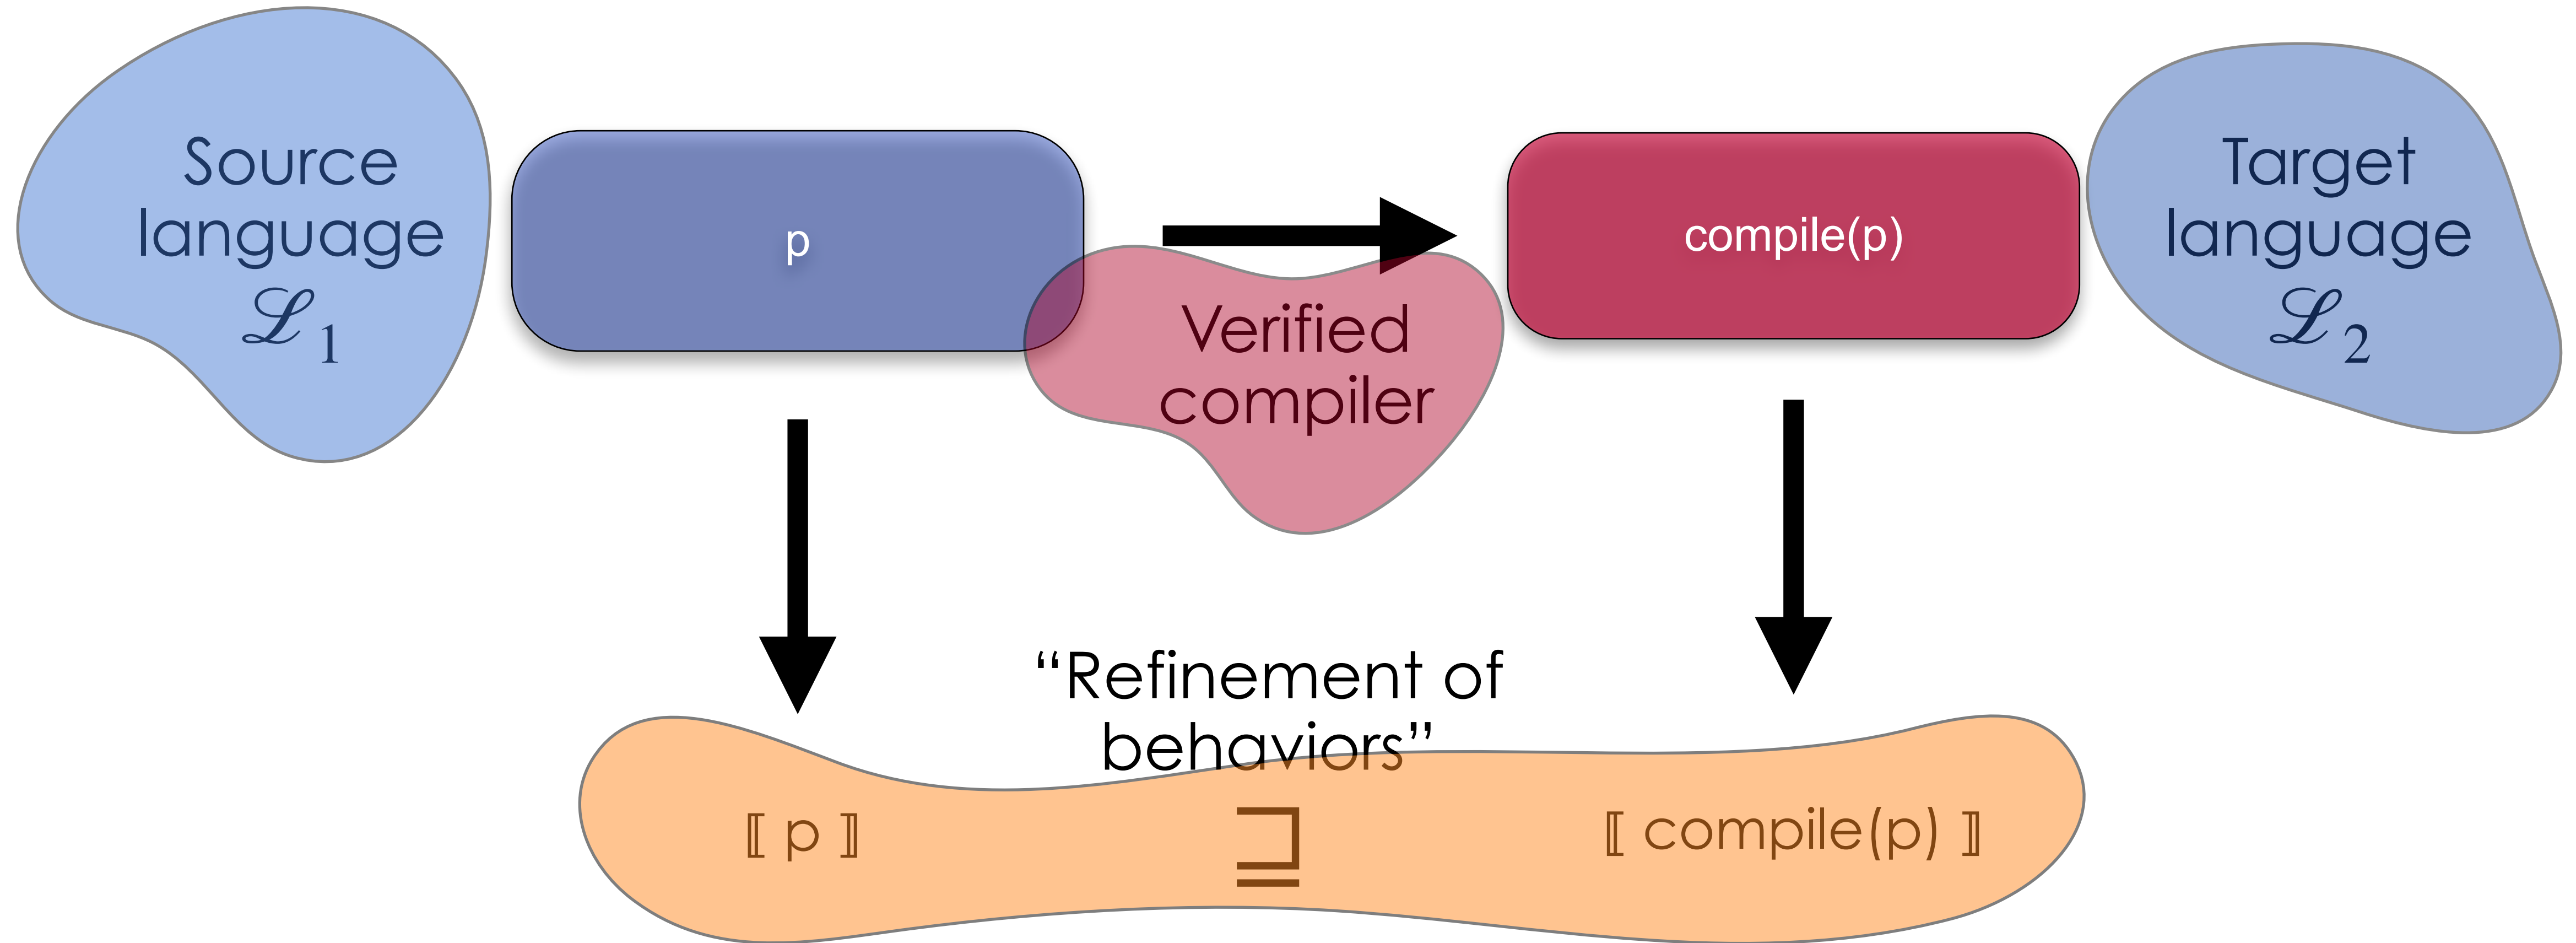 Source
language
ℒ₁
p
compile(p)
Target
language
ℒ₂
Verified
compiler
“Refinement of
behaviors”
⟦ p ⟧
⊒
⟦ compile(p) ⟧